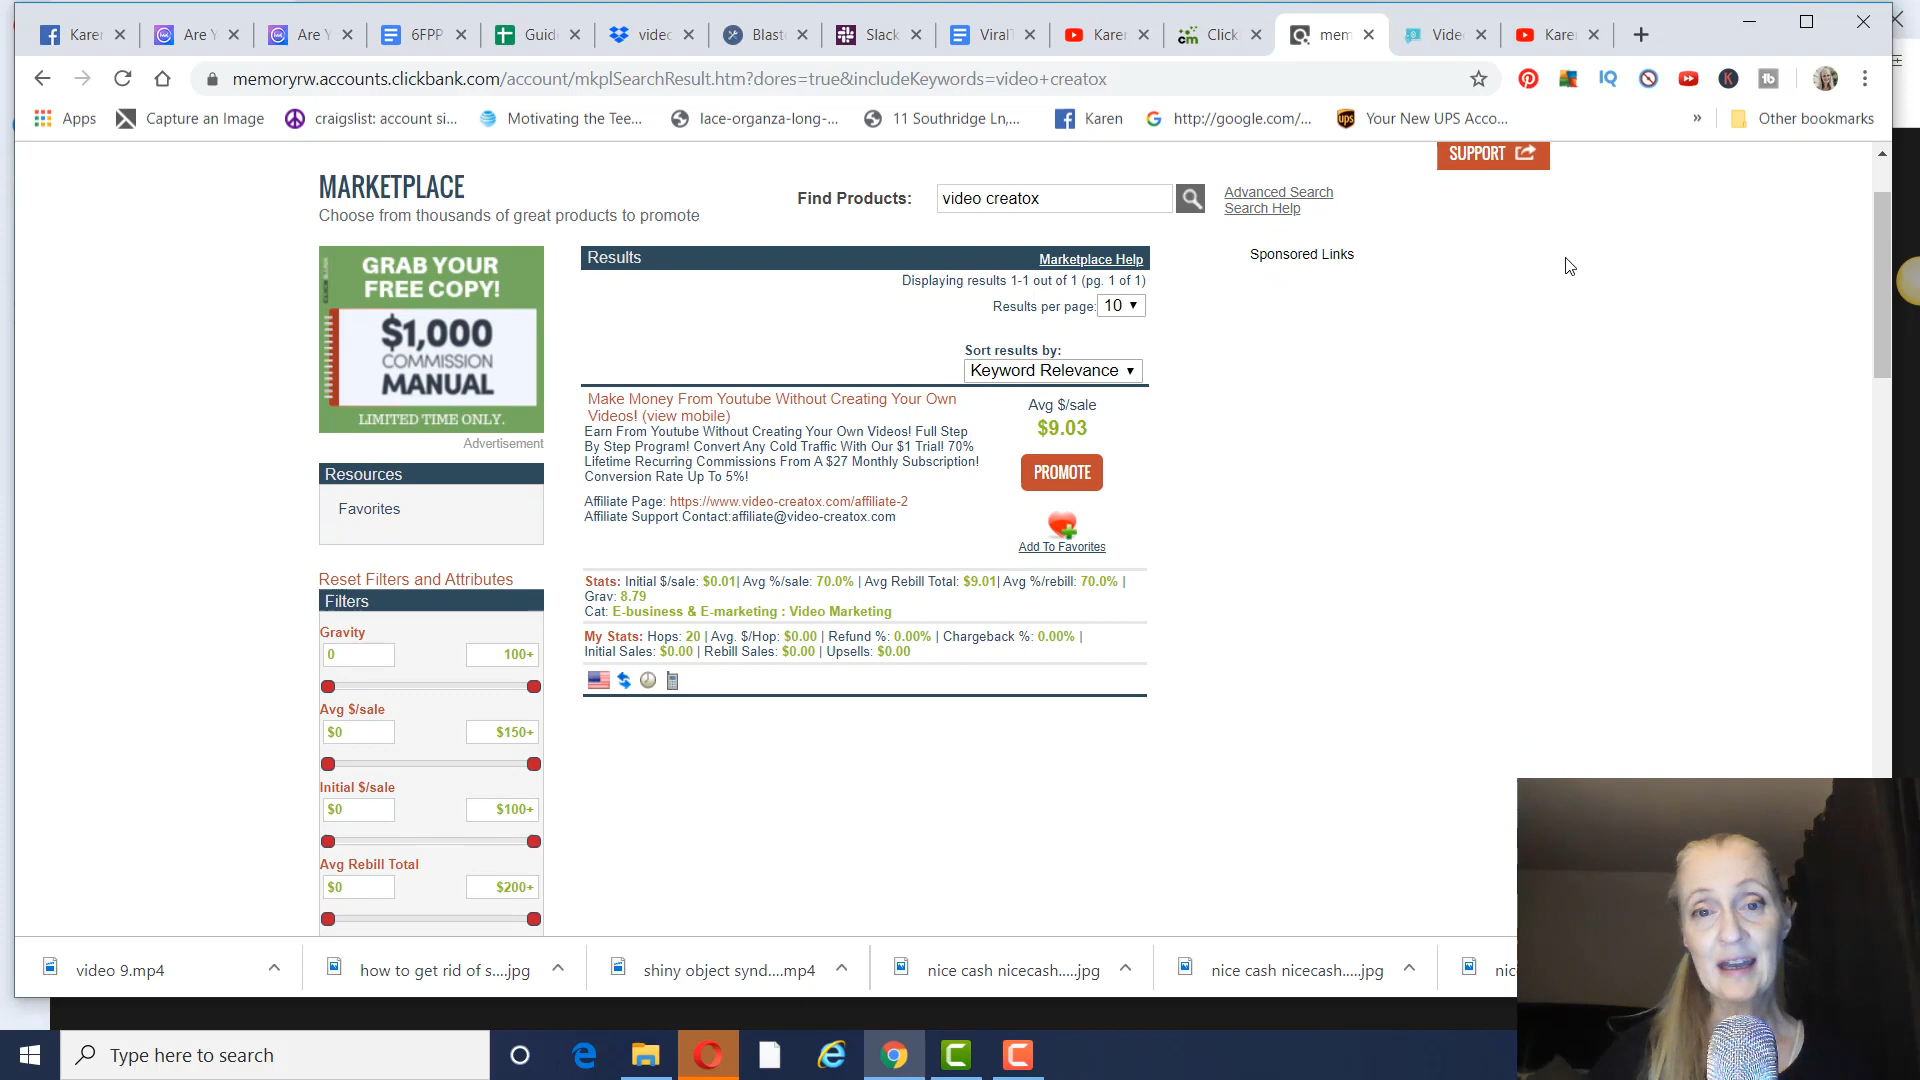 Karen
Are Y
Are Y
6FPP
Guid
video
Blast
Slack
ViralT
Karen
Click
mem
Video
Karen
memoryrw.accounts.clickbank.com/account/mkplSearchResult.htm?dores=true&includeKeywords=video+creatox
Apps
Capture an Image
craigslist: account si...
Motivating the Tee...
lace-organza-long-...
11 Southridge Ln,...
Karen
http://google.com/...
Your New UPS Acco...
»
Other bookmarks
SUPPORT
MARKETPLACE
Choose from thousands of great products to promote
Find Products:
video creatox
Advanced Search
Search Help
GRAB YOUR
FREE COPY!
$1,000
COMMISSION
MANUAL
LIMITED TIME ONLY.
Advertisement
Resources
Favorites
Reset Filters and Attributes
Filters
Gravity
0
100+
Avg $/sale
$0
$150+
Initial $/sale
$0
$100+
Avg Rebill Total
$0
$200+
Results
Marketplace Help
Displaying results 1-1 out of 1 (pg. 1 of 1)
Results per page: 10
Sort results by:
Keyword Relevance
Make Money From Youtube Without Creating Your Own
Videos! (view mobile)
Earn From Youtube Without Creating Your Own Videos! Full Step
By Step Program! Convert Any Cold Traffic With Our $1 Trial! 70%
Lifetime Recurring Commissions From A $27 Monthly Subscription!
Conversion Rate Up To 5%!
Affiliate Page: https://www.video-creatox.com/affiliate-2
Affiliate Support Contact:affiliate@video-creatox.com
Avg $/sale
$9.03
PROMOTE
Add To Favorites
Stats: Initial $/sale: $0.01| Avg %/sale: 70.0% | Avg Rebill Total: $9.01| Avg %/rebill: 70.0% |
Grav: 8.79
Cat: E-business & E-marketing : Video Marketing
My Stats: Hops: 20 | Avg. $/Hop: $0.00 | Refund %: 0.00% | Chargeback %: 0.00% |
Initial Sales: $0.00 | Rebill Sales: $0.00 | Upsells: $0.00
Sponsored Links
video 9.mp4
how to get rid of s....jpg
shiny object synd....mp4
nice cash nicecash.....jpg
nice cash nicecash.....jpg
nic
Type here to search